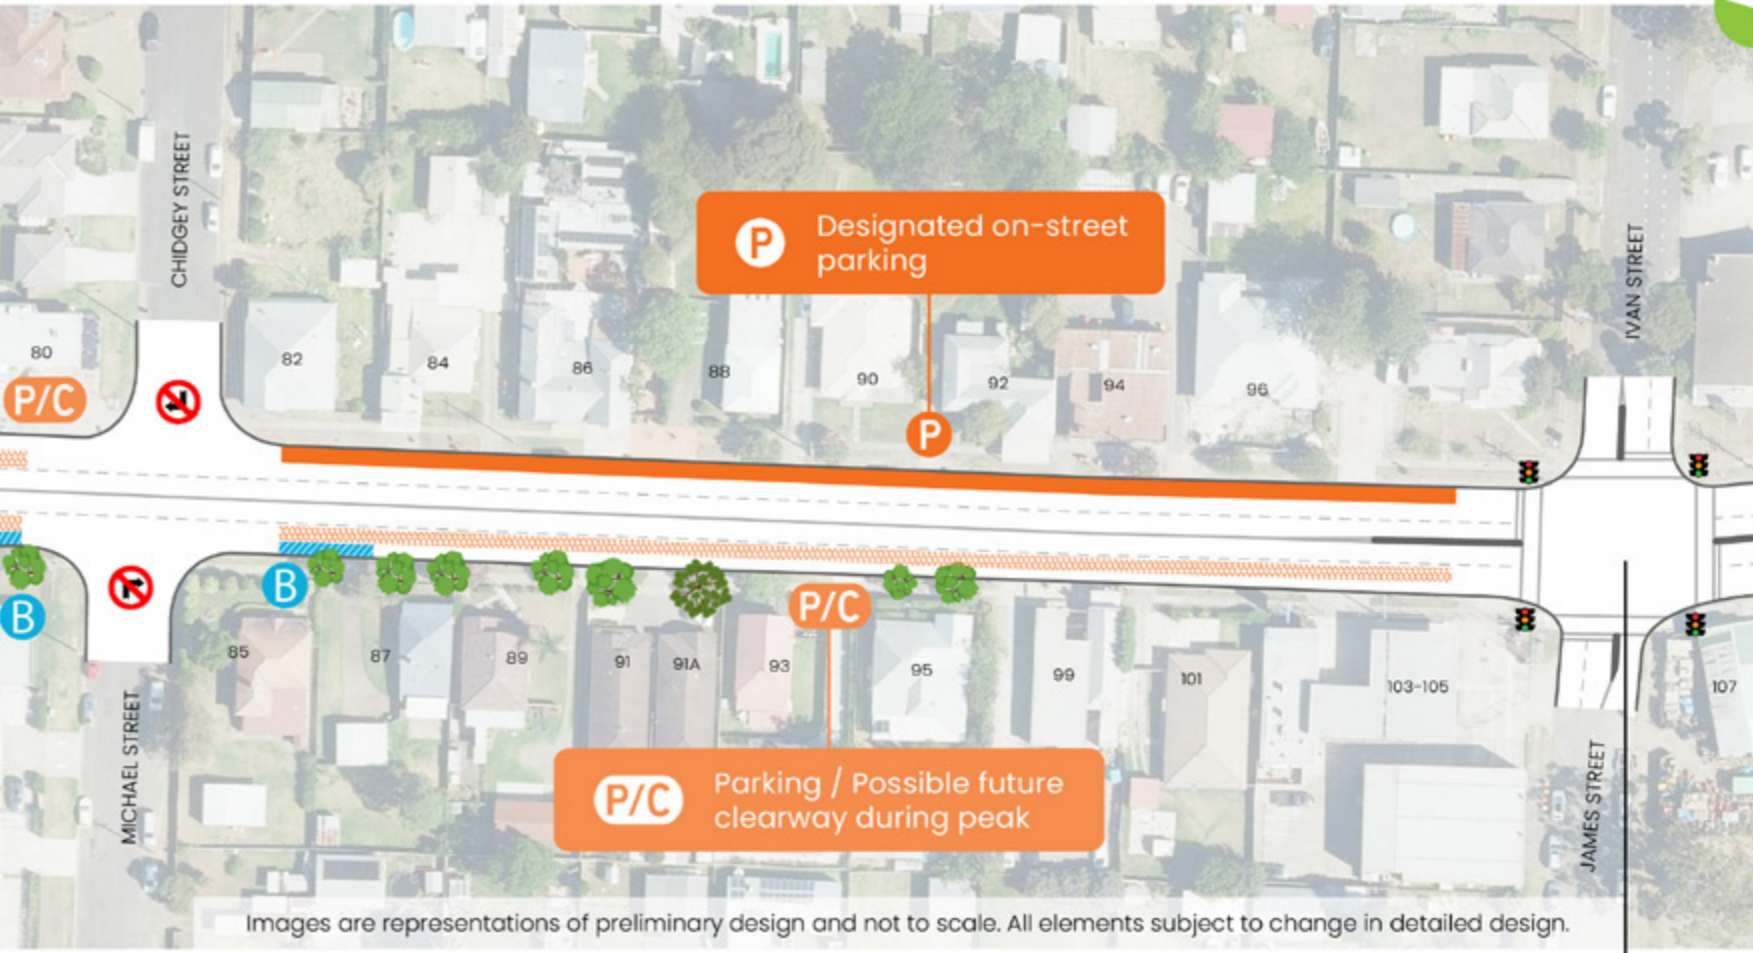 CHIDGEY STREET
IVAN STREET
P Designated on-street
parking
80
82
84
86
88
90
92
94
96
P/C
P
B
B
P/C
85
87
89
91
91A
93
95
99
101
103-105
107
MICHAEL STREET
JAMES STREET
P/C Parking / Possible future
clearway during peak
Images are representations of preliminary design and not to scale. All elements subject to change in detailed design.